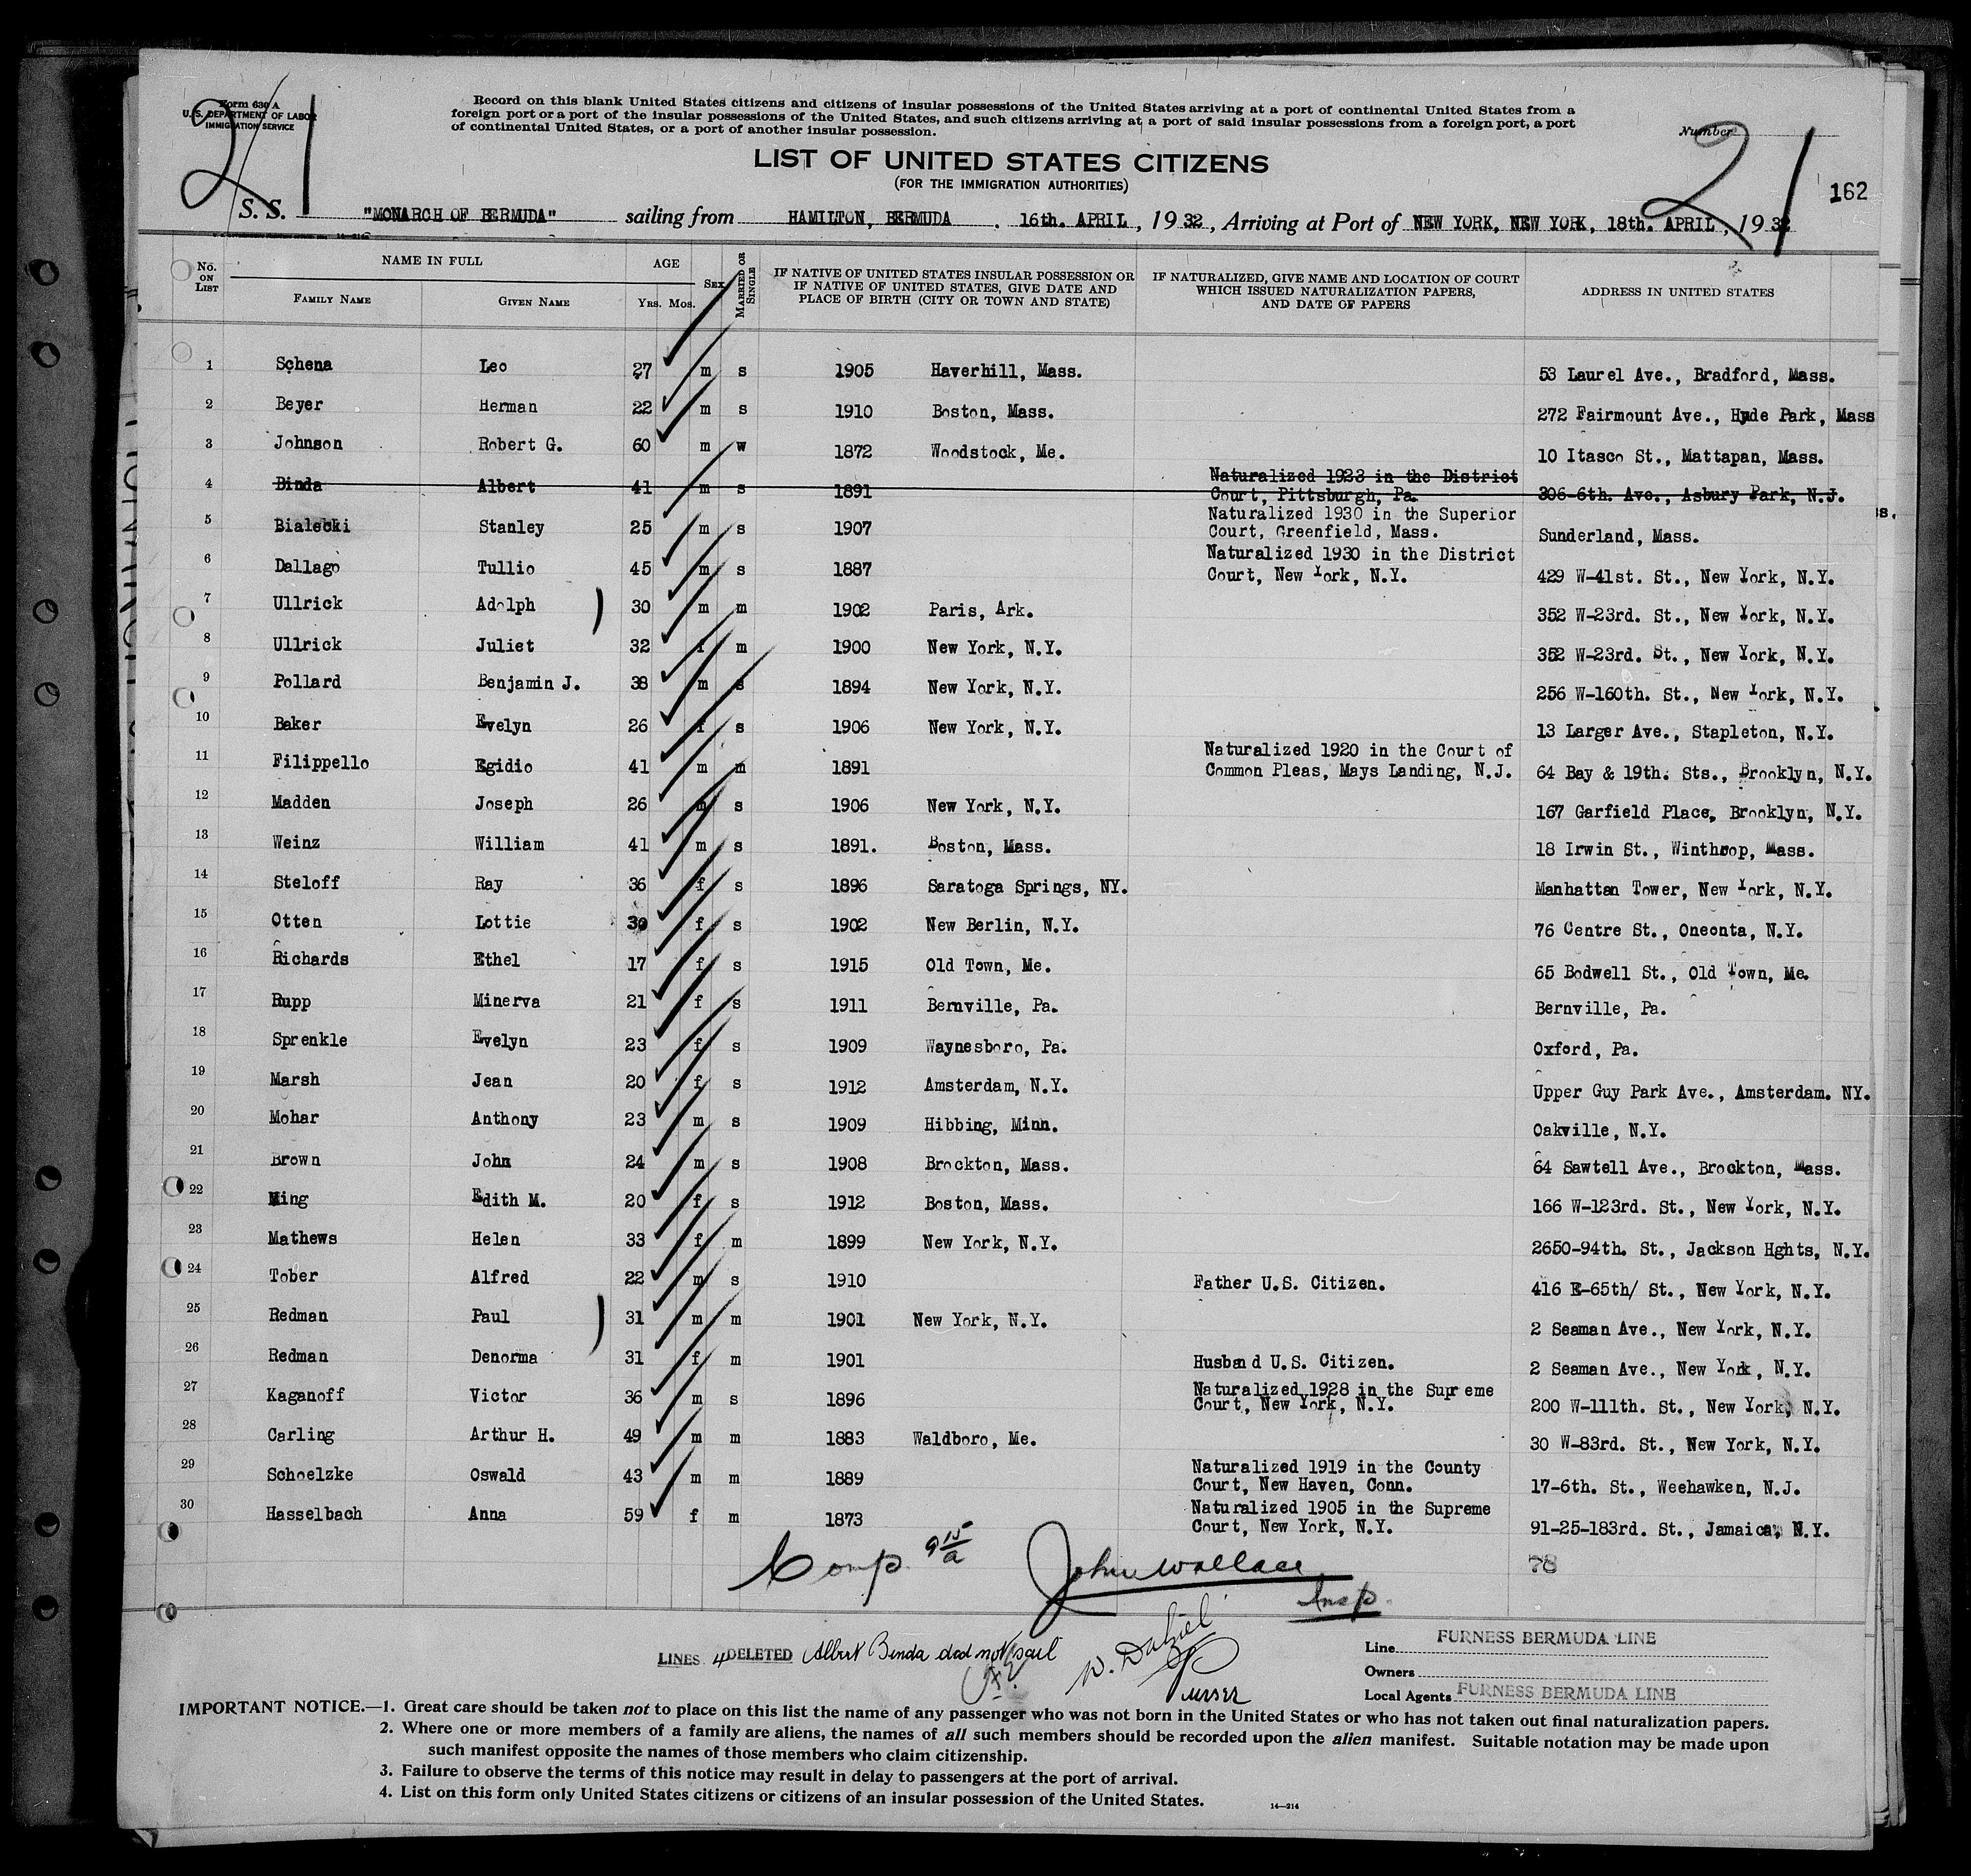 Form 630 A
U. S. DEPARTMENT OF LABOR
IMMIGRATION SERVICE
21
Record on this blank United States citizens and citizens of insular possessions of the United States arriving at a port of continental United States from a
foreign port or a port of the insular possessions of the United States, and such citizens arriving at a port of said insular possessions from a foreign port, a port
of continental United States, or a port of another insular possession.
Number
21
162
LIST OF UNITED STATES CITIZENS
(FOR THE IMMIGRATION AUTHORITIES)
S. S. "MONARCH OF BERMUDA" sailing from HAMILTON, BERMUDA, 16th. APRIL, 1932, Arriving at Port of NEW YORK, NEW YORK, 18th. APRIL, 1932
No. ON LIST NAME IN FULL AGE SEX MARRIED OR SINGLE
FAMILY NAME GIVEN NAME YRS. MOS.
IF NATIVE OF UNITED STATES INSULAR POSSESSION OR
IF NATIVE OF UNITED STATES, GIVE DATE AND
PLACE OF BIRTH (CITY OR TOWN AND STATE)
IF NATURALIZED, GIVE NAME AND LOCATION OF COURT
WHICH ISSUED NATURALIZATION PAPERS,
AND DATE OF PAPERS
ADDRESS IN UNITED STATES
1 Schena Leo 27 m s 1905 Haverhill, Mass. 53 Laurel Ave., Bradford, Mass.
2 Beyer Herman 22 m s 1910 Boston, Mass. 272 Fairmount Ave., Hyde Park, Mass
3 Johnson Robert G. 60 m w 1872 Woodstock, Me. 10 Itasco St., Mattapan, Mass.
4 Binda Albert 41 m s 1891 Naturalized 1923 in the District
Court, Pittsburgh, Pa. 306-6th. Ave., Asbury Park, N.J.
5 Bialecki Stanley 25 m s 1907 Naturalized 1930 in the Superior
Court, Greenfield, Mass. Sunderland, Mass.
6 Dallago Tullio 45 m s 1887 Naturalized 1930 in the District
Court, New York, N.Y. 429 W-41st. St., New York, N.Y.
7 Ullrick Adolph ) 30 m m 1902 Paris, Ark. 352 W-23rd. St., New York, N.Y.
8 Ullrick Juliet 32 f m 1900 New York, N.Y. 352 W-23rd. St., New York, N.Y.
9 Pollard Benjamin J. 38 m s 1894 New York, N.Y. 256 W-160th. St., New York, N.Y.
10 Baker Evelyn 26 f s 1906 New York, N.Y. 13 Larger Ave., Stapleton, N.Y.
11 Filippello Egidio 41 m m 1891 Naturalized 1920 in the Court of
Common Pleas, Mays Landing, N.J. 64 Bay & 19th. Sts., Brooklyn, N.Y.
12 Madden Joseph 26 m s 1906 New York, N.Y. 167 Garfield Place, Brooklyn, N.Y.
13 Weinz William 41 m s 1891. Boston, Mass. 18 Irwin St., Winthrop, Mass.
14 Steloff Ray 36 f s 1896 Saratoga Springs, NY. Manhattan Tower, New York, N.Y.
15 Otten Lottie 30 f s 1902 New Berlin, N.Y. 76 Centre St., Oneonta, N.Y.
16 Richards Ethel 17 f s 1915 Old Town, Me. 65 Bodwell St., Old Town, Me.
17 Rupp Minerva 21 f s 1911 Bernville, Pa. Bernville, Pa.
18 Sprenkle Evelyn 23 f s 1909 Waynesboro, Pa. Oxford, Pa.
19 Marsh Jean 20 f s 1912 Amsterdam, N.Y. Upper Guy Park Ave., Amsterdam. NY.
20 Mohar Anthony 23 m s 1909 Hibbing, Minn. Oakville, N.Y.
21 Brown John 24 m s 1908 Brockton, Mass. 64 Sawtell Ave., Brockton, Mass.
22 Ming Edith M. 20 f s 1912 Boston, Mass. 166 W-123rd. St., New York, N.Y.
23 Mathews Helen 33 f m 1899 New York, N.Y. 2650-94th. St., Jackson Hghts, N.Y.
24 Tober Alfred 22 m s 1910 Father U.S. Citizen. 416 E-65th/ St., New York, N.Y.
25 Redman Paul ) 31 m m 1901 New York, N.Y. 2 Seaman Ave., New York, N.Y.
26 Redman Denorma 31 f m 1901 Husband U.S. Citizen. 2 Seaman Ave., New York, N.Y.
27 Kaganoff Victor 36 m s 1896 Naturalized 1928 in the Supreme
Court, New York, N.Y. 200 W-111th. St., New York, N.Y.
28 Carling Arthur H. 49 m m 1883 Waldboro, Me. 30 W-83rd. St., New York, N.Y.
29 Schoelzke Oswald 43 m m 1889 Naturalized 1919 in the County
Court, New Haven, Conn. 17-6th. St., Weehawken, N.J.
30 Hasselbach Anna 59 f m 1873 Naturalized 1905 in the Supreme
Court, New York, N.Y. 91-25-183rd. St., Jamaica, N.Y.
Comp. 9 15/a John Wallace 78
Insp.
LINES 4 DELETED Albert Binda did not sail
Purser
Line FURNESS BERMUDA LINE
Owners
Local Agents FURNESS BERMUDA LINE
IMPORTANT NOTICE.—1. Great care should be taken not to place on this list the name of any passenger who was not born in the United States or who has not taken out final naturalization papers.
2. Where one or more members of a family are aliens, the names of all such members should be recorded upon the alien manifest. Suitable notation may be made upon
such manifest opposite the names of those members who claim citizenship.
3. Failure to observe the terms of this notice may result in delay to passengers at the port of arrival.
4. List on this form only United States citizens or citizens of an insular possession of the United States.
14—214